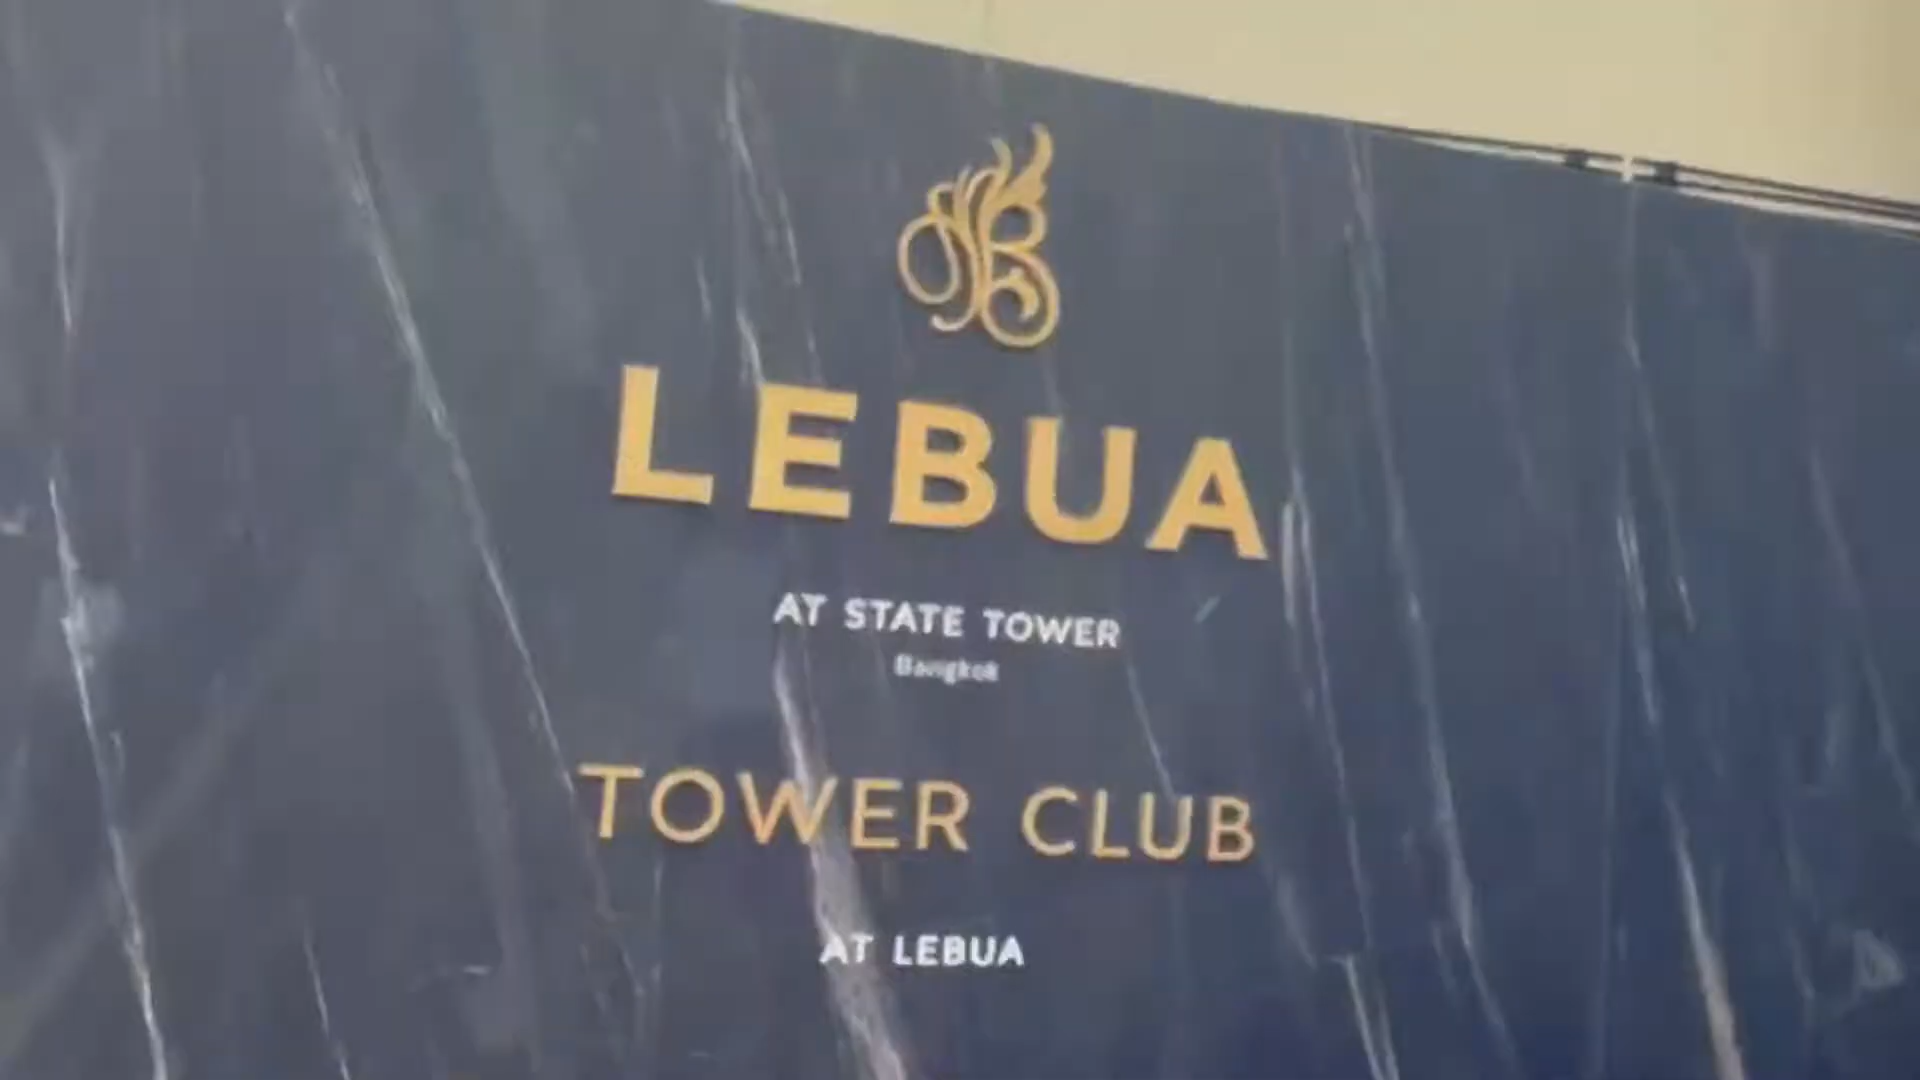 LEBUA
AT STATE TOWER
Bangkok
TOWER CLUB
AT LEBUA